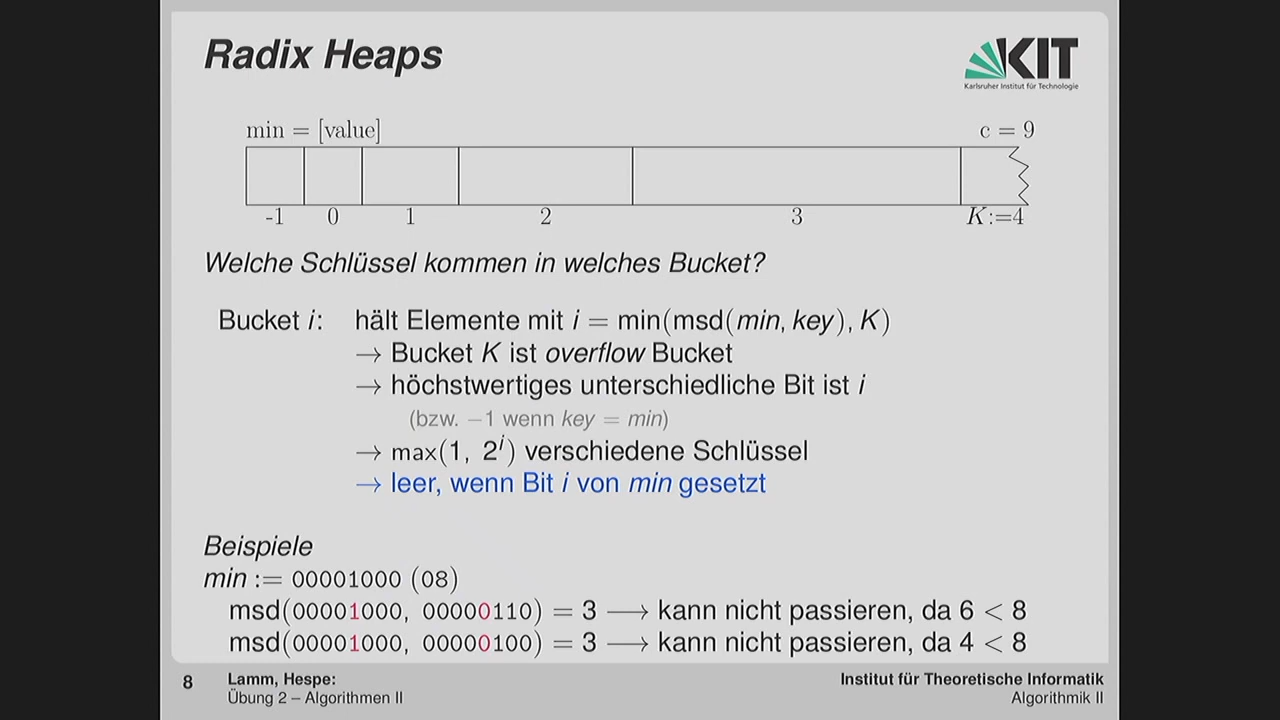 Radix Heaps
KIT
Karlsruher Institut für Technologie
min = [value]
c = 9
-1 0 1 2 3 K:=4
Welche Schlüssel kommen in welches Bucket?
Bucket i: hält Elemente mit i = min(msd(min, key), K)
→ Bucket K ist overflow Bucket
→ höchstwertiges unterschiedliche Bit ist i
(bzw. −1 wenn key = min)
→ max(1, 2^i) verschiedene Schlüssel
→ leer, wenn Bit i von min gesetzt
Beispiele
min := 00001000 (08)
msd(00001000, 00000110) = 3 ⟶ kann nicht passieren, da 6 < 8
msd(00001000, 00000100) = 3 ⟶ kann nicht passieren, da 4 < 8
8 Lamm, Hespe:
Übung 2 – Algorithmen II
Institut für Theoretische Informatik
Algorithmik II